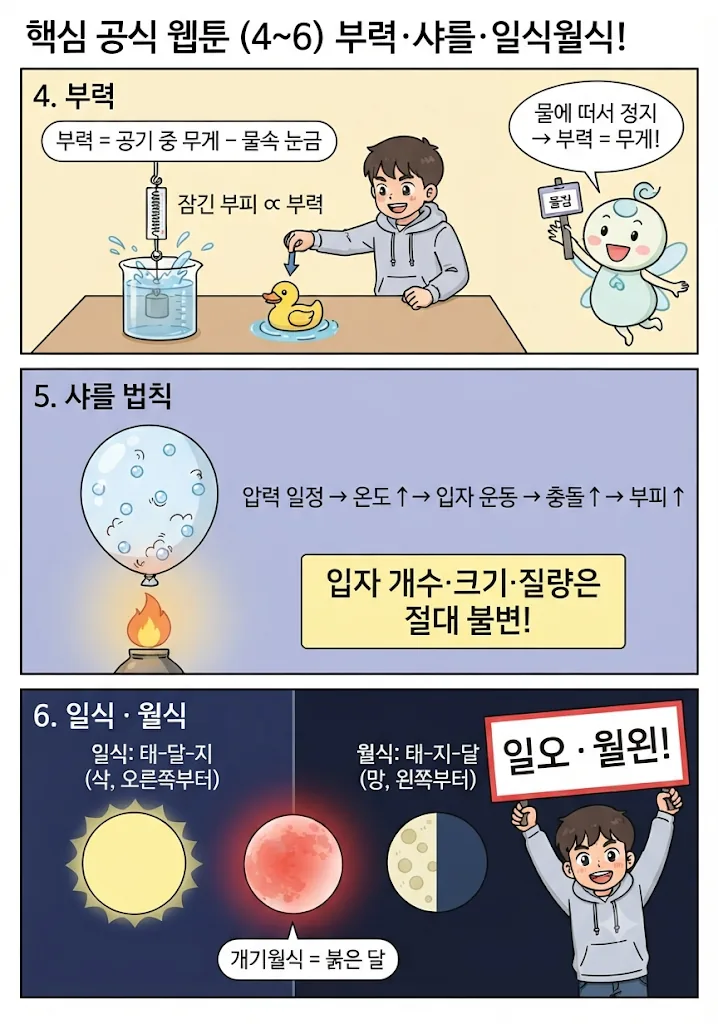 핵심 공식 웹툰 (4~6) 부력·샤를·일식월식!
4. 부력
부력 = 공기 중 무게 − 물속 눈금
잠긴 부피 ∝ 부력
물에 떠서 정지
→ 부력 = 무게!
물짐
5. 샤를 법칙
압력 일정 → 온도↑→ 입자 운동 → 충돌↑→ 부피↑
입자 개수·크기·질량은
절대 불변!
6. 일식 · 월식
일식: 태-달-지
(삭, 오른쪽부터)
월식: 태-지-달
(망, 왼쪽부터)
일오 · 월왼!
개기월식 = 붉은 달